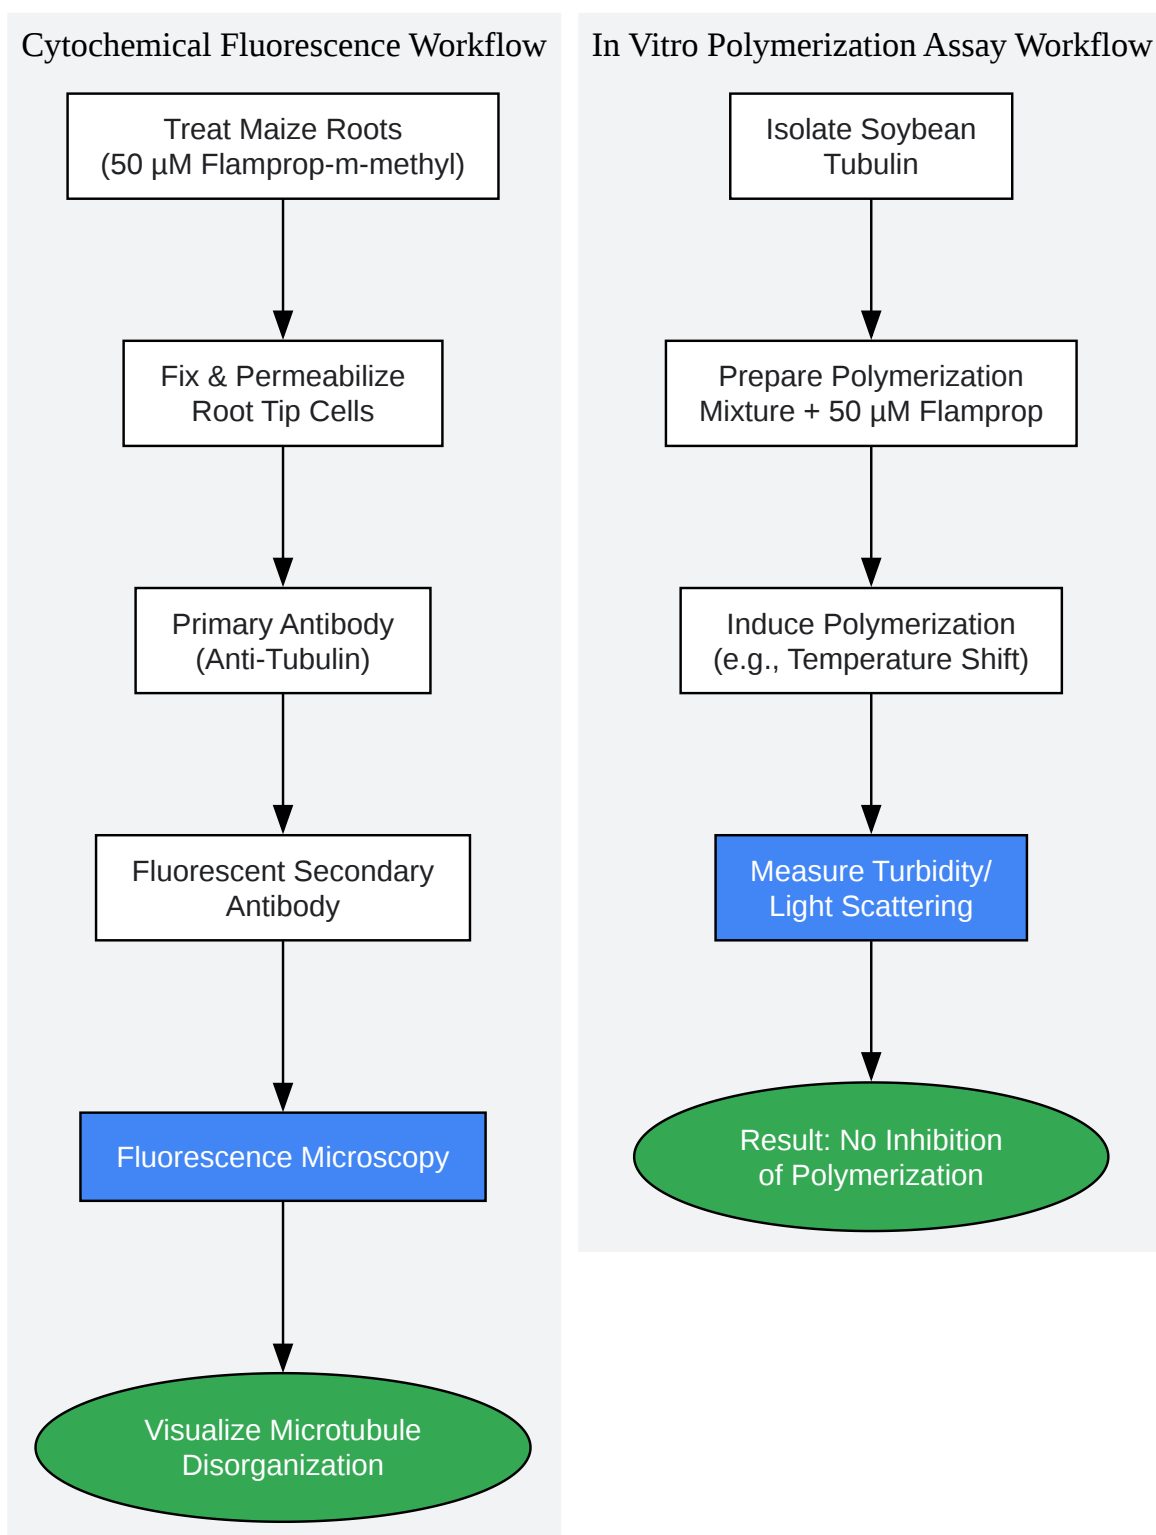 Cytochemical Fluorescence Workflow
Treat Maize Roots
(50 µM Flamprop-m-methyl)
Fix & Permeabilize
Root Tip Cells
Primary Antibody
(Anti-Tubulin)
Fluorescent Secondary
Antibody
Fluorescence Microscopy
Visualize Microtubule
Disorganization
In Vitro Polymerization Assay Workflow
Isolate Soybean
Tubulin
Prepare Polymerization
Mixture + 50 µM Flamprop
Induce Polymerization
(e.g., Temperature Shift)
Measure Turbidity/
Light Scattering
Result: No Inhibition
of Polymerization